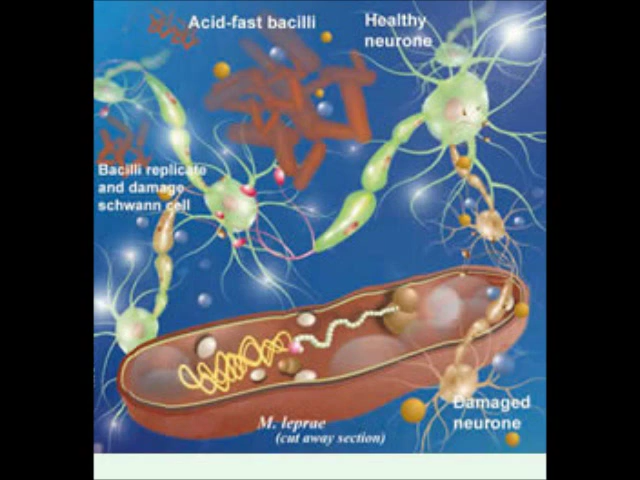 Acid-fast bacilli
Healthy
neurone
Bacilli replicate
and damage
schwann cell
M. leprae
(cut away section)
Damaged
neurone